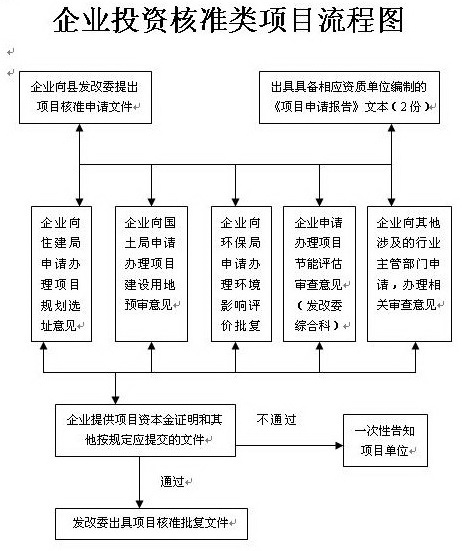 企业投资核准类项目流程图
企业向县发改委提出
项目核准申请文件
出具具备相应资质单位编制的
《项目申请报告》文本（2份）
企业向
住建局
申请办
理项目
规划选
址意见
企业向国
土局申请
办理项目
建设用地
预审意见
企业向
环保局
申请办
理环境
影响评
价批复
企业申请
办理项目
节能评估
审查意见
（发改委
综合科）
企业向其他
涉及的行业
主管部门申
请，办理相
关审查意见
企业提供项目资本金证明和其
他按规定应提交的文件
不通过
一次性告知
项目单位
通过
发改委出具项目核准批复文件